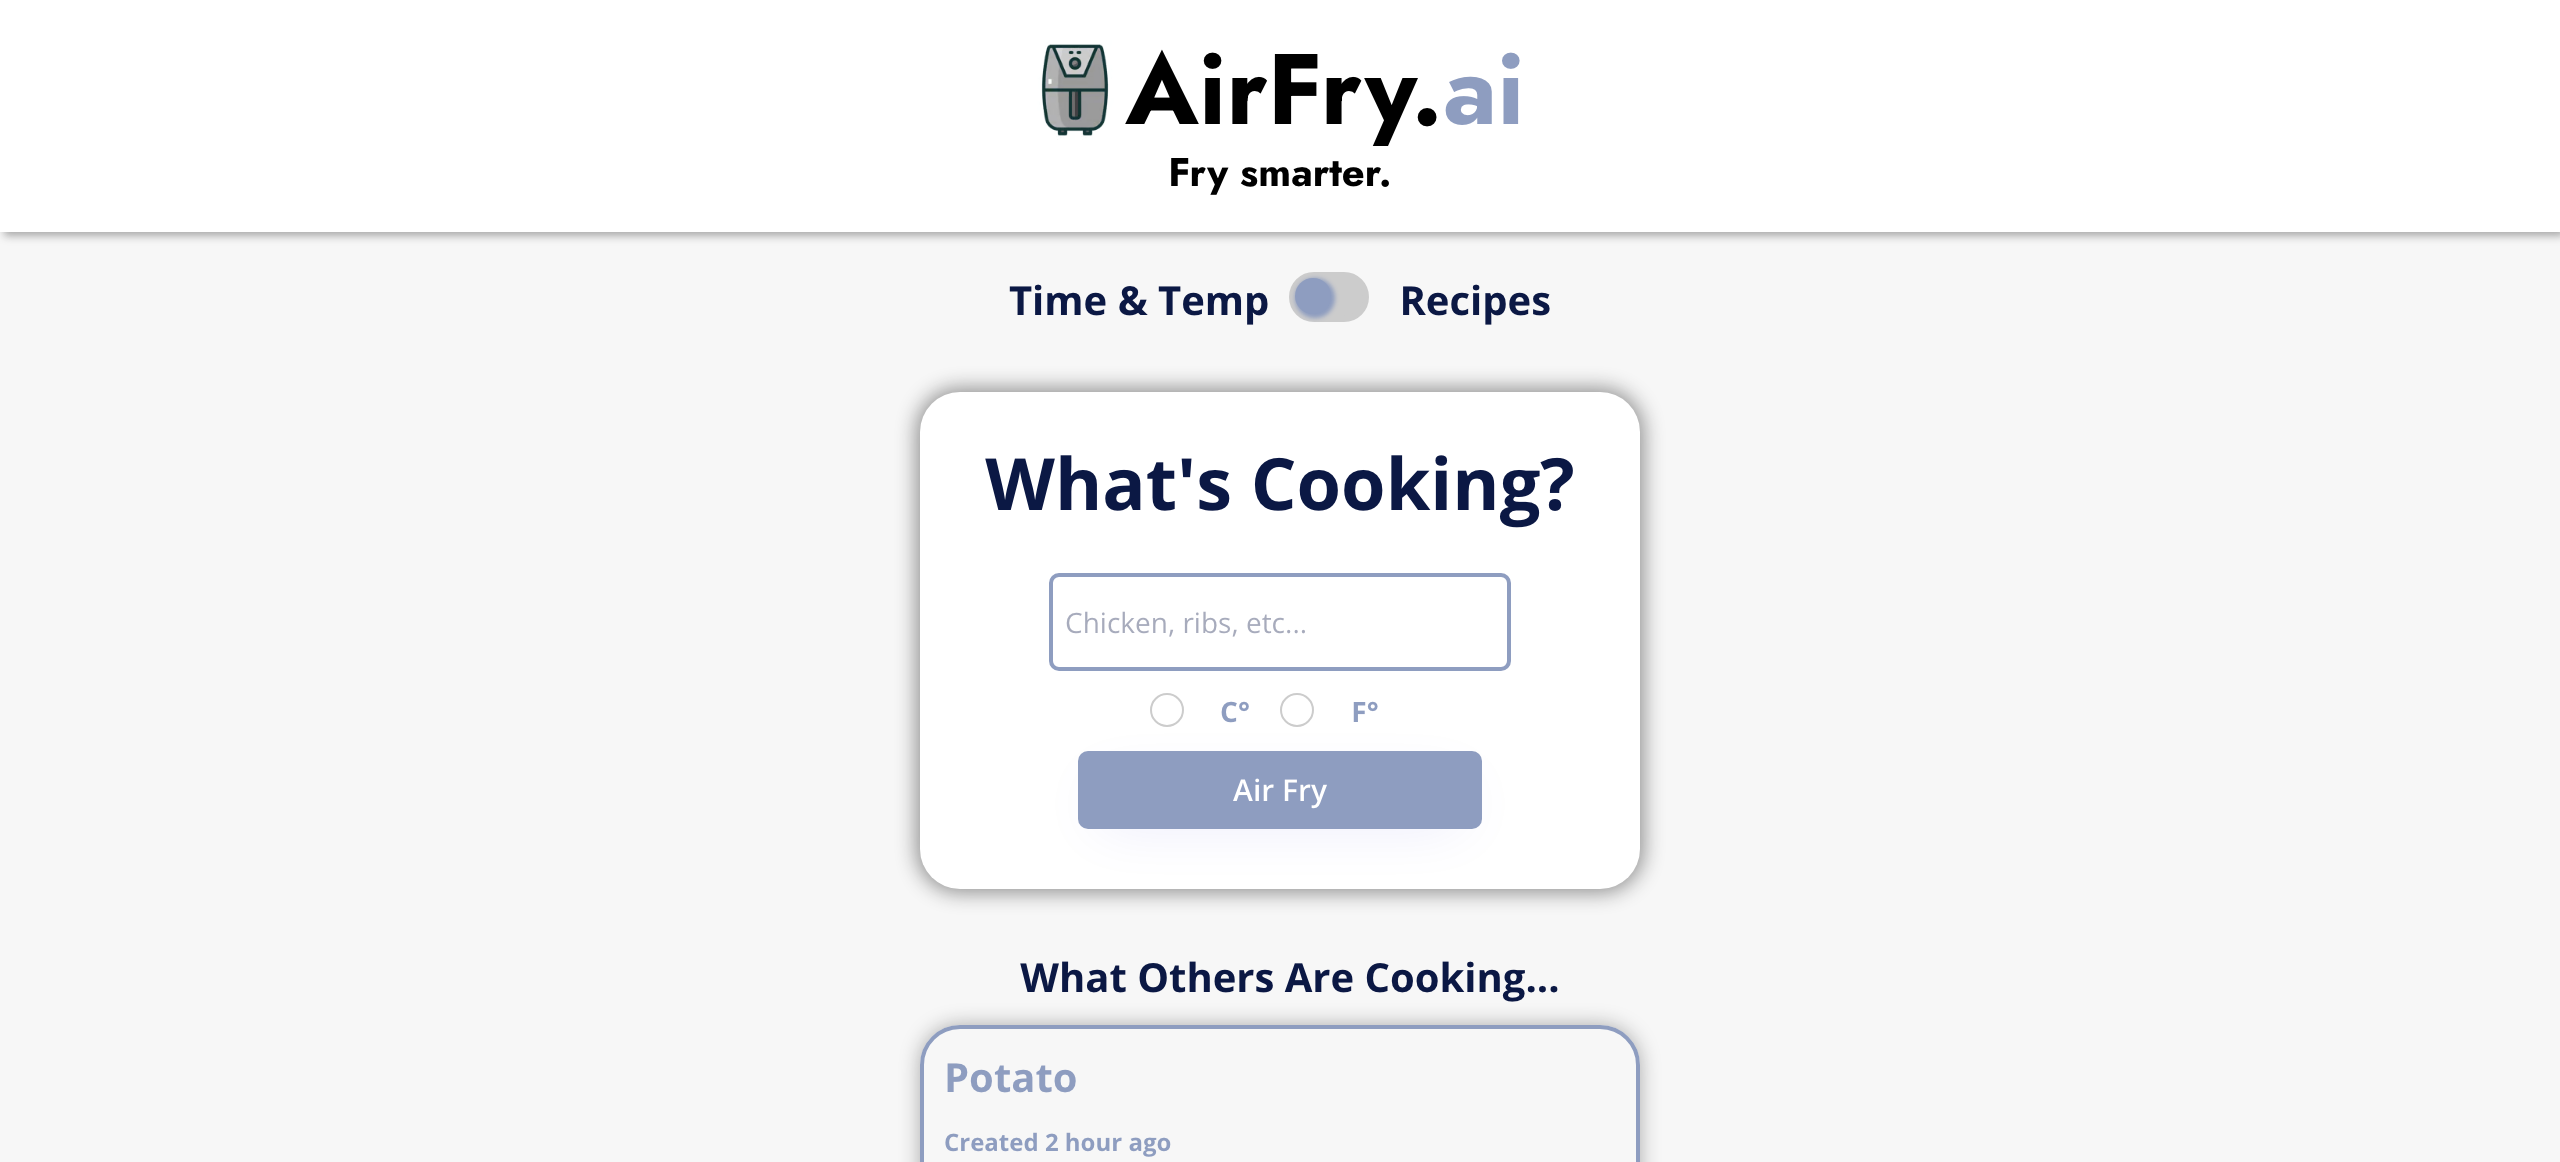 AirFry.ai
Fry smarter.
Time & Temp Recipes
What's Cooking?
Chicken, ribs, etc...
C° F°
Air Fry
What Others Are Cooking...
Potato
Created 2 hour ago